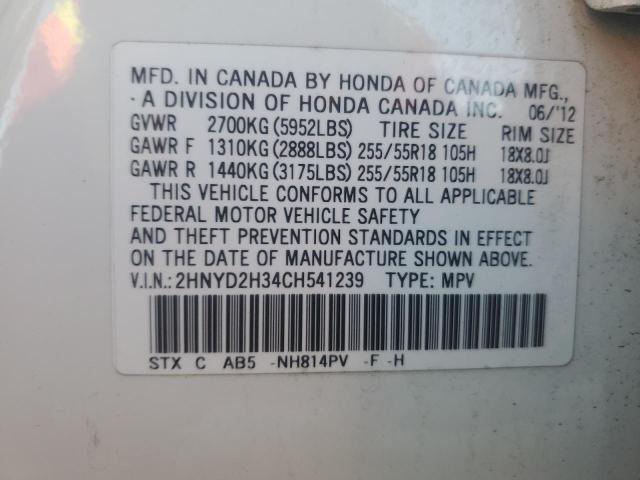 MFD. IN CANADA BY HONDA OF CANADA MFG.,
- A DIVISION OF HONDA CANADA INC. 06/'12
GVWR 2700KG (5952LBS) TIRE SIZE RIM SIZE
GAWR F 1310KG (2888LBS) 255/55R18 105H 18X8.0J
GAWR R 1440KG (3175LBS) 255/55R18 105H 18X8.0J
THIS VEHICLE CONFORMS TO ALL APPLICABLE
FEDERAL MOTOR VEHICLE SAFETY
AND THEFT PREVENTION STANDARDS IN EFFECT
ON THE DATE OF MANUFACTURE SHOWN ABOVE.
V.I.N.: 2HNYD2H34CH541239 TYPE: MPV
STX C AB5 -NH814PV -F -H